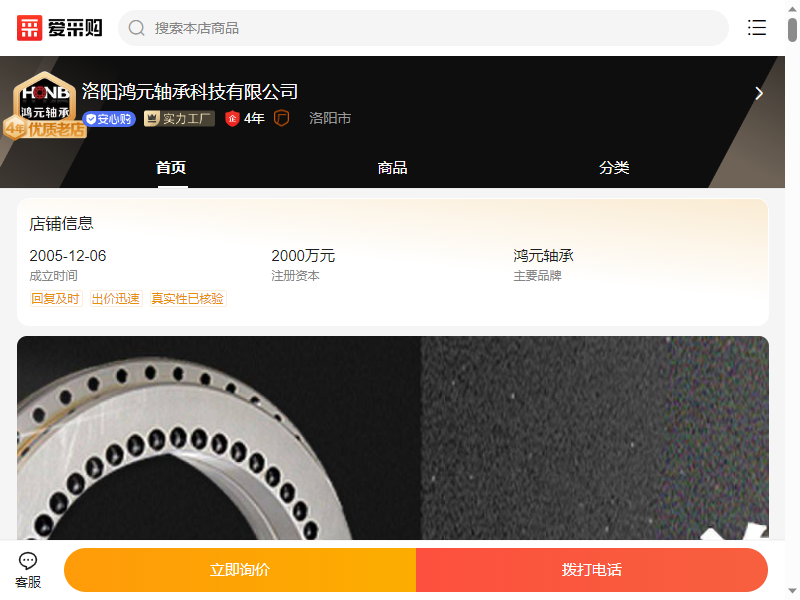 采 爱采购
搜索本店商品
HONB
鸿元轴承
4年优质老店
洛阳鸿元轴承科技有限公司
安心购 实力工厂 企 4年 洛阳市
首页 商品 分类
店铺信息
2005-12-06 2000万元 鸿元轴承
成立时间 注册资本 主要品牌
回复及时 出价迅速 真实性已核验
客服 立即询价 拨打电话